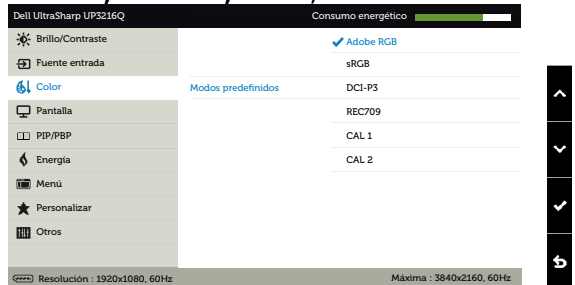 Dell UltraSharp UP3216Q Consumo energético
Brillo/Contraste Adobe RGB
Fuente entrada sRGB
Color Modos predefinidos DCI-P3
Pantalla REC709
PIP/PBP CAL 1
Energía CAL 2
Menú
Personalizar
Otros
Resolución : 1920x1080, 60Hz Máxima : 3840x2160, 60Hz